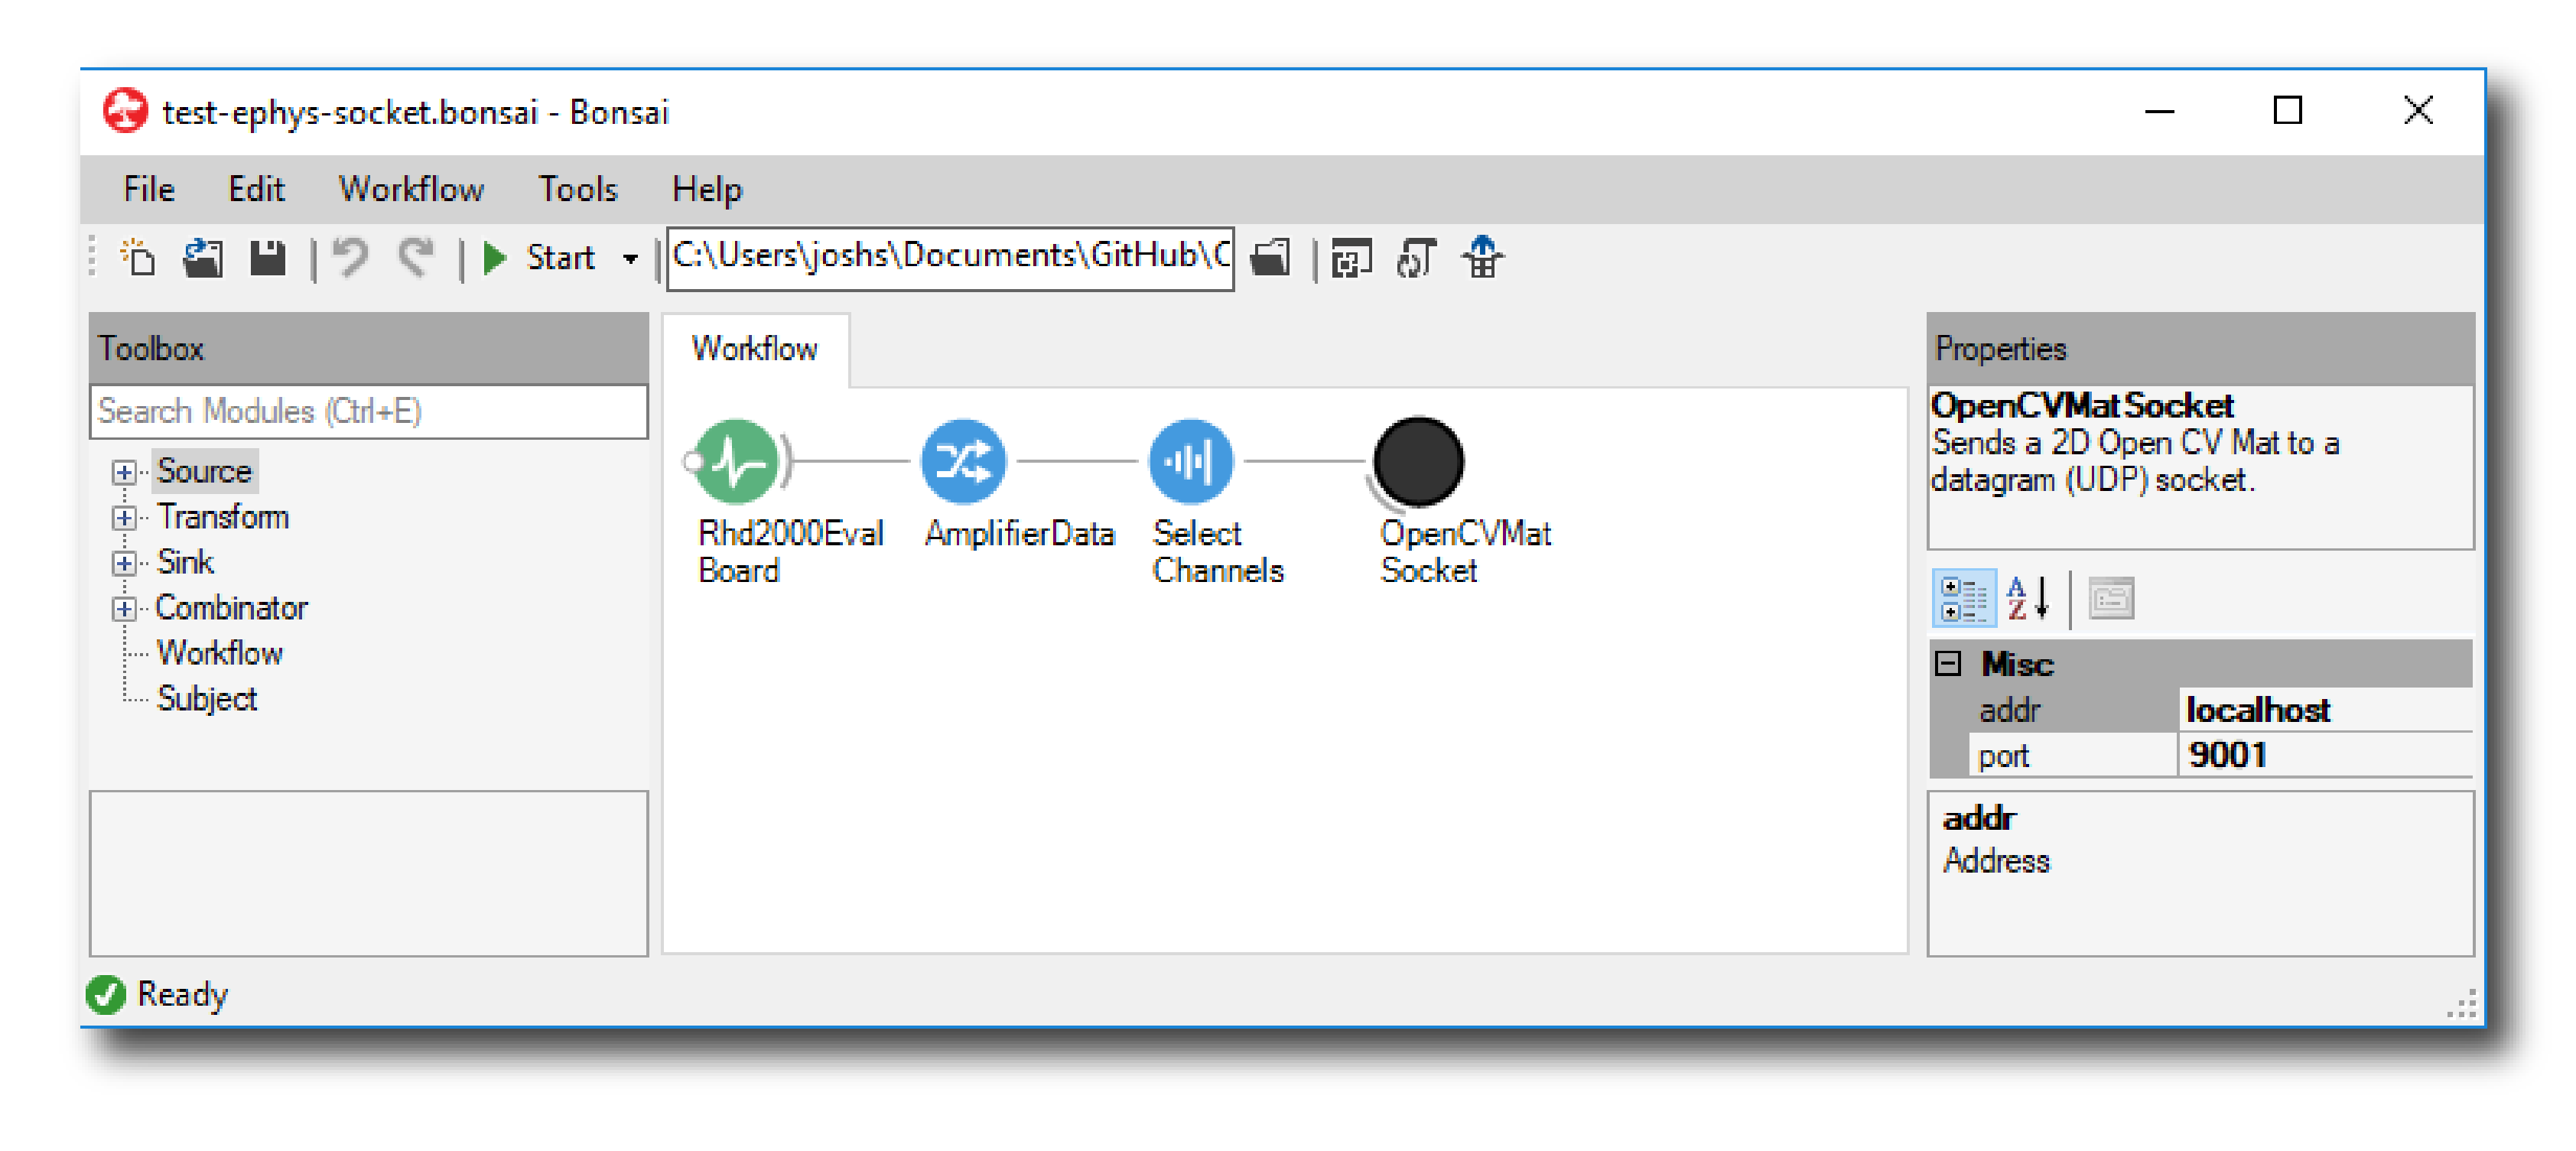 test-ephys-socket.bonsai - Bonsai
File Edit Workflow Tools Help
Start C:\Users\joshs\Documents\GitHub\C
Toolbox
Search Modules (Ctrl+E)
Source
Transform
Sink
Combinator
Workflow
Subject
Workflow
Rhd2000Eval
Board
AmplifierData
Select
Channels
OpenCVMat
Socket
Properties
OpenCVMatSocket
Sends a 2D Open CV Mat to a
datagram (UDP) socket.
A
Z
Misc
addr localhost
port 9001
addr
Address
Ready